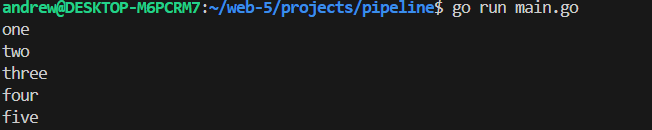 andrew@DESKTOP-M6PCRM7:~/web-5/projects/pipeline$ go run main.go
one
two
three
four
five